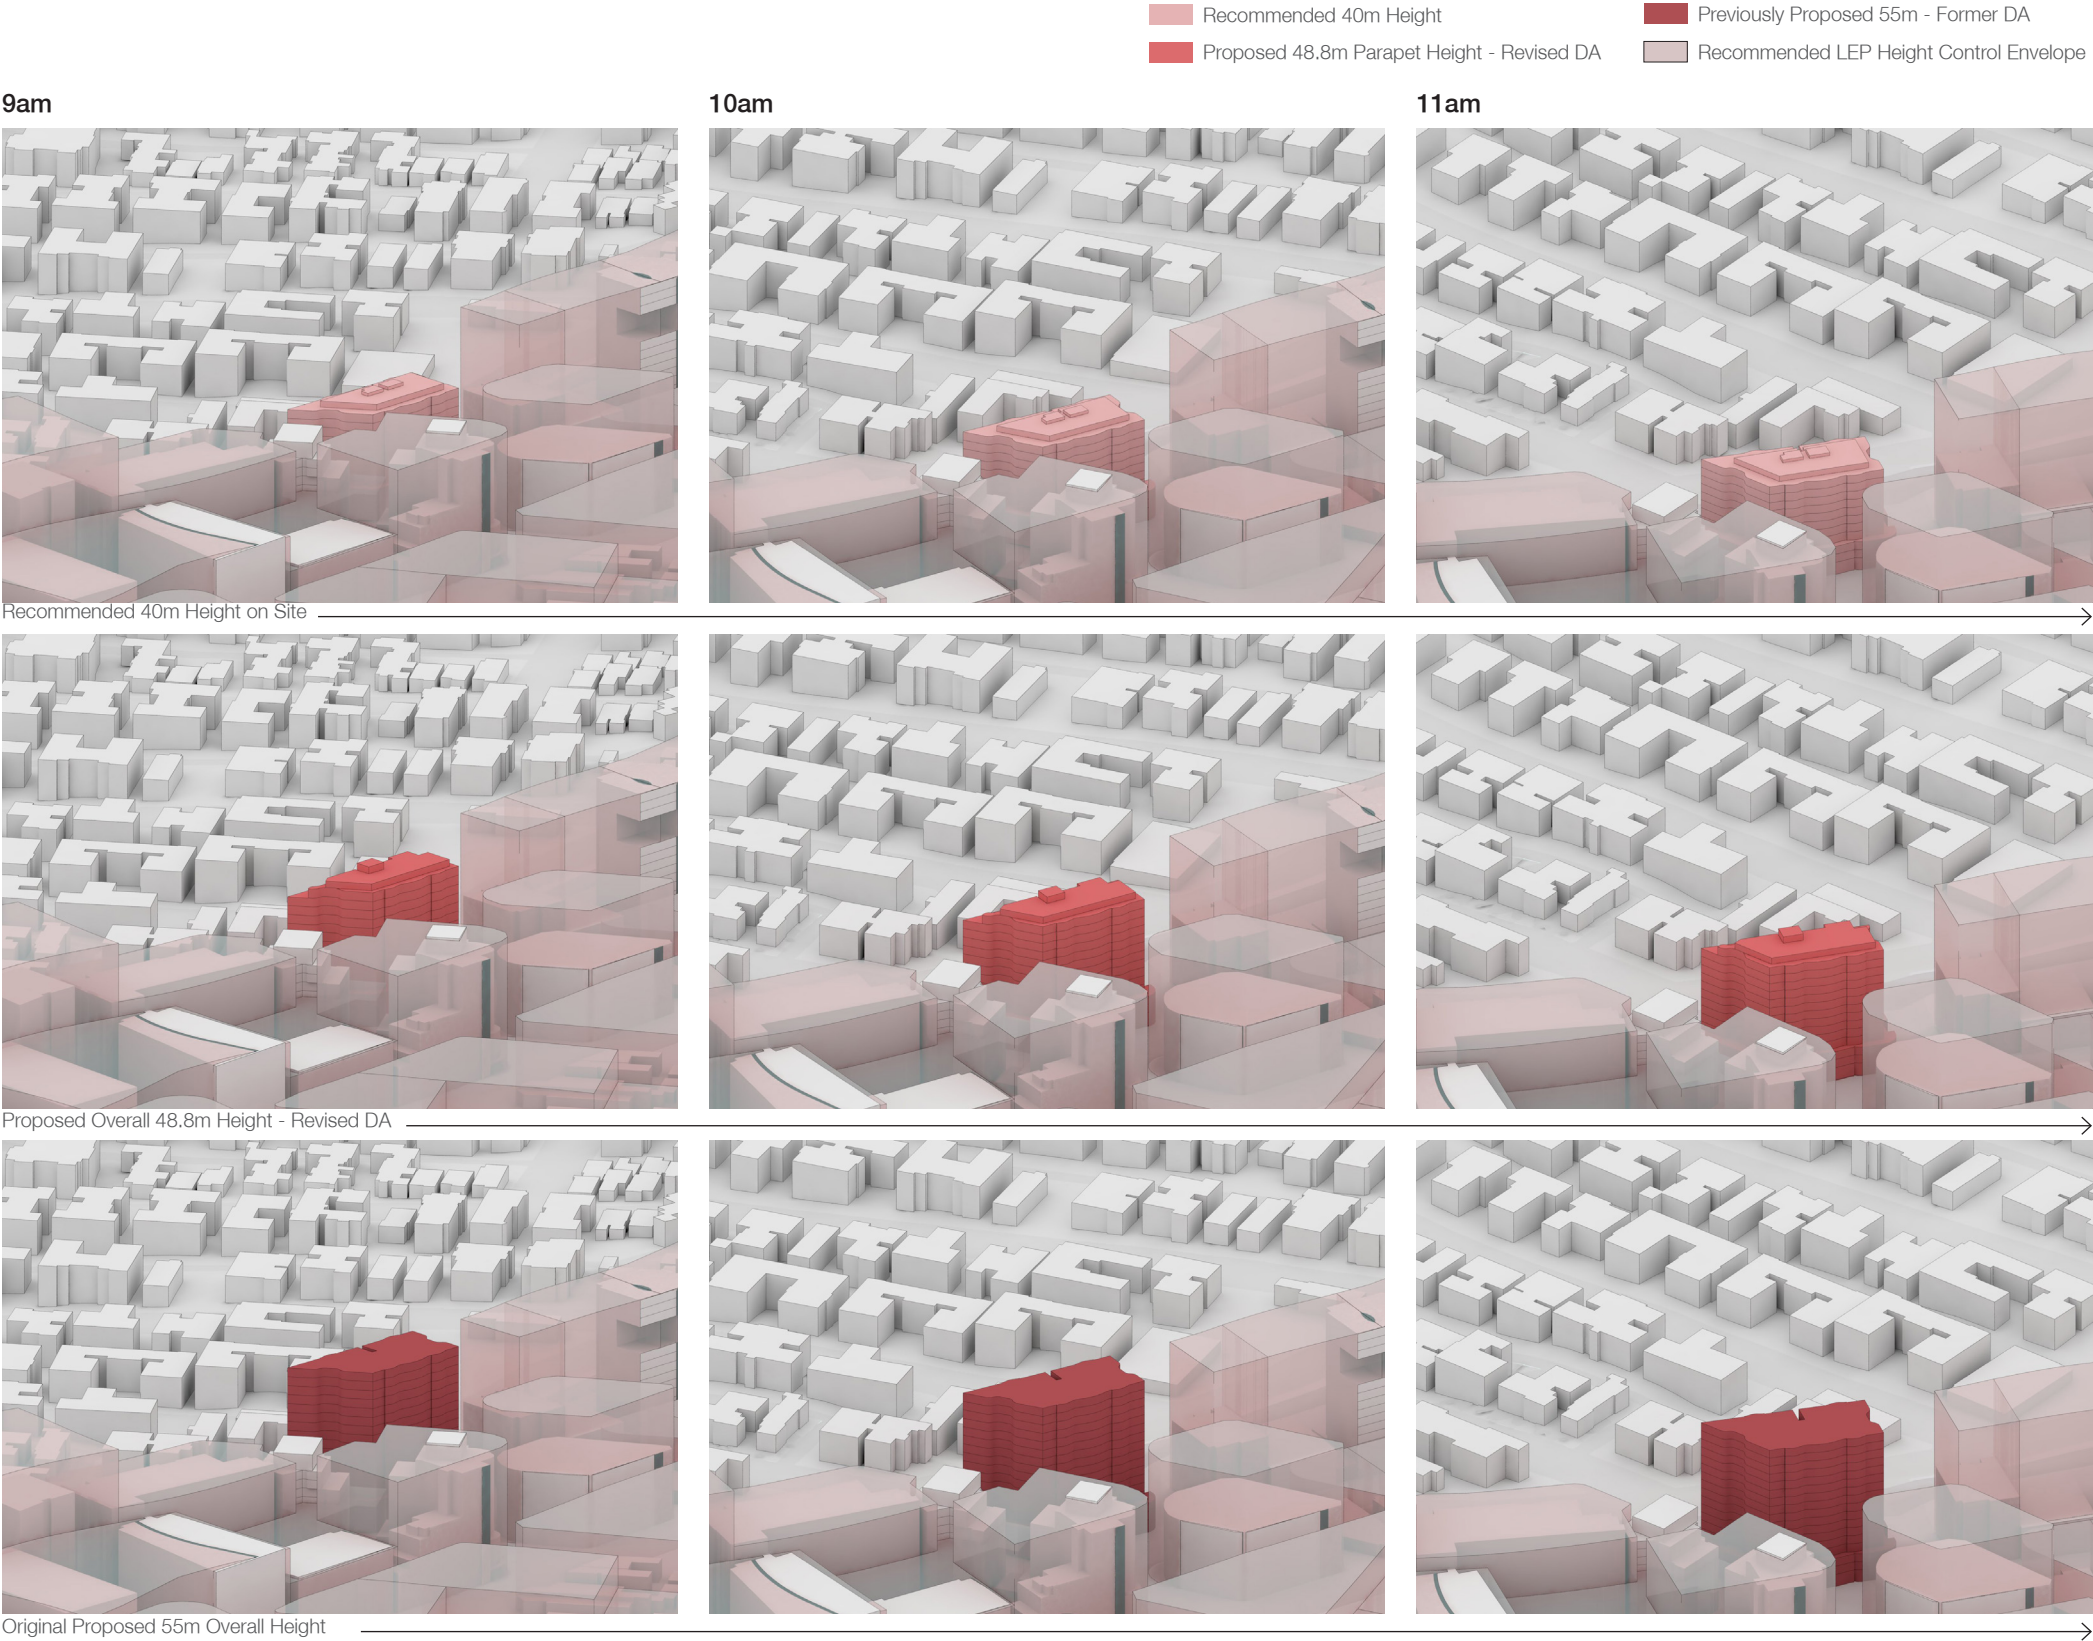 Recommended 40m Height
Previously Proposed 55m - Former DA
Proposed 48.8m Parapet Height - Revised DA
Recommended LEP Height Control Envelope
9am
10am
11am
Recommended 40m Height on Site
Proposed Overall 48.8m Height - Revised DA
Original Proposed 55m Overall Height